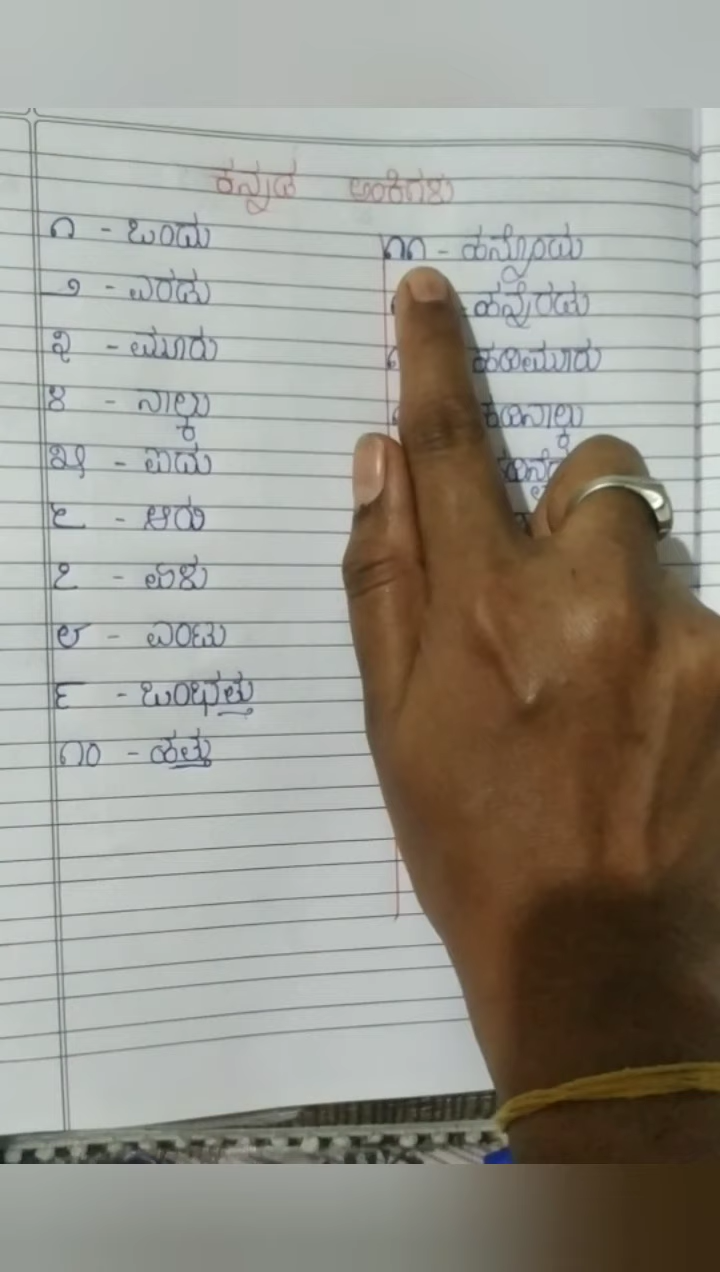 ಕನ್ನಡ ಅಂಕಿಗಳು
೧ - ಒಂದು
೨ - ಎರಡು
೩ - ಮೂರು
೪ - ನಾಲ್ಕು
೫ - ಐದು
೬ - ಆರು
೭ - ಏಳು
೮ - ಎಂಟು
೯ - ಒಂಭತ್ತು
೧೦ - ಹತ್ತು
೧೧ - ಹನ್ನೊಂದು
ಹನ್ನೆರಡು
ಹದಿಮೂರು
ಹದಿನಾಲ್ಕು